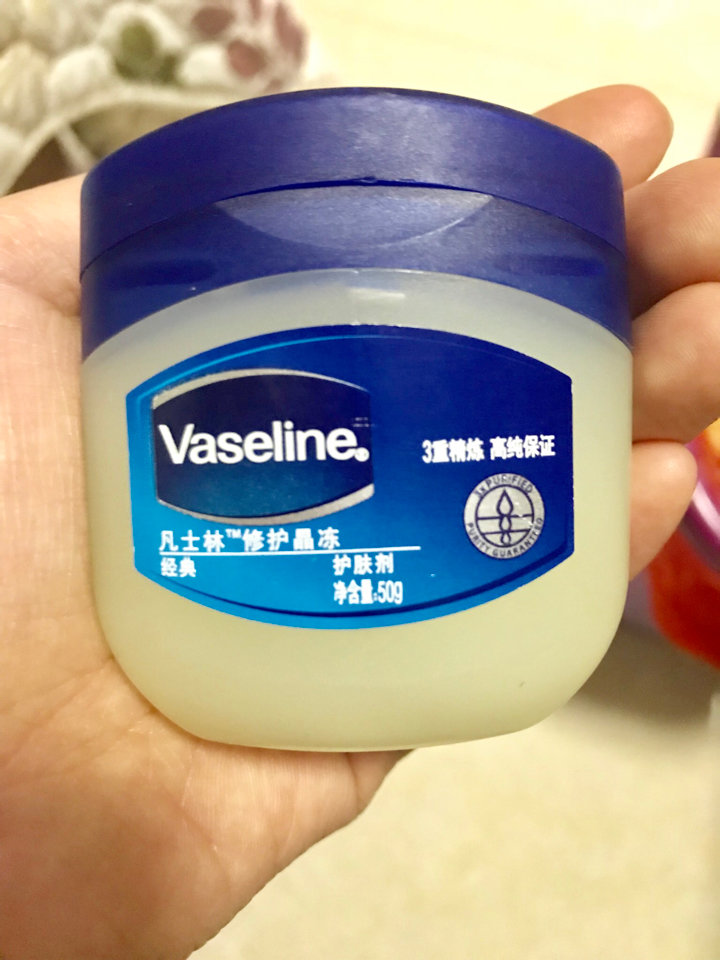 Vaseline.
3重精炼 高纯保证
3x PURIFIED
PURITY GUARANTEED
凡士林™修护晶冻
经典 护肤剂
净含量:50g